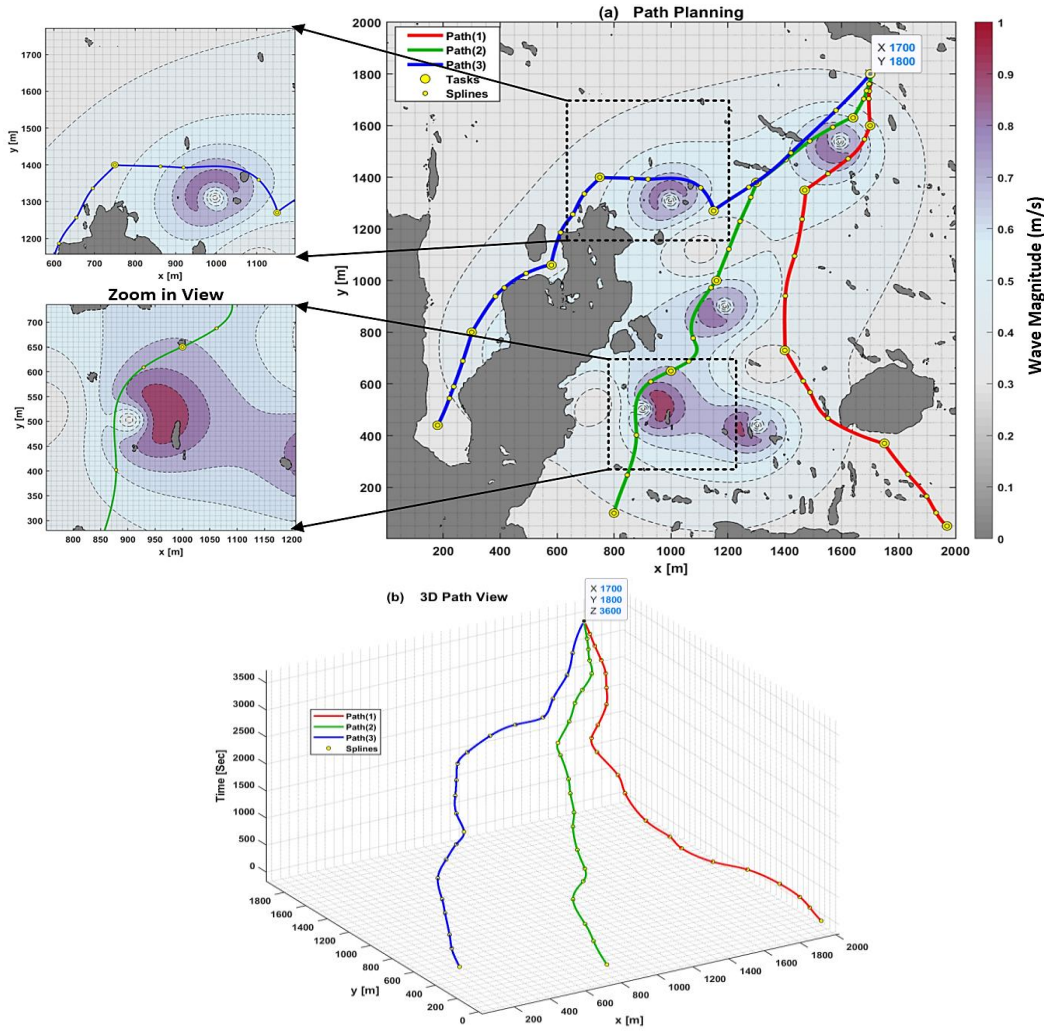 (a) Path Planning
Path(1)
Path(2)
Path(3)
Tasks
Splines
X 1700
Y 1800
2000
1800
1600
1400
1200
1000
800
600
400
200
y [m]
200 400 600 800 1000 1200 1400 1600 1800 2000
x [m]
1
0.9
0.8
0.7
0.6
0.5
0.4
0.3
0.2
0.1
0
Wave Magnitude (m/s)
1700
1600
1500
1400
1300
1200
y [m]
600 700 800 900 1000 1100
x [m]
Zoom in View
700
650
600
550
500
450
400
350
300
y [m]
800 850 900 950 1000 1050 1100 1150 1200
x [m]
(b) 3D Path View
X 1700
Y 1800
Z 3600
Path(1)
Path(2)
Path(3)
Splines
3500
3000
2500
2000
1500
1000
500
0
Time [Sec]
1800
1600
1400
1200
1000
800
600
400
200
0
y [m]
200 400 600 800 1000 1200 1400 1600 1800 2000
x [m]